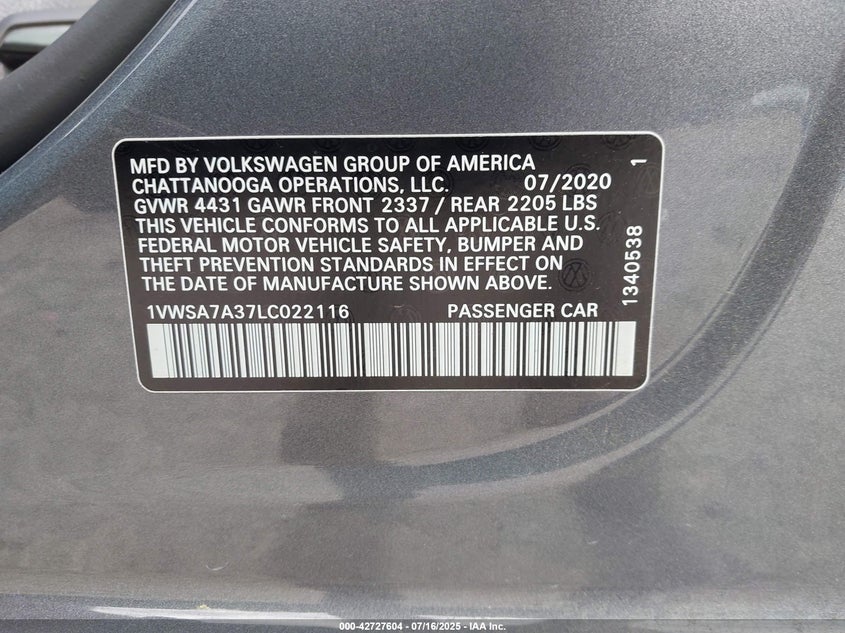 MFD BY VOLKSWAGEN GROUP OF AMERICA
CHATTANOOGA OPERATIONS, LLC. 07/2020
GVWR 4431 GAWR FRONT 2337 / REAR 2205 LBS
THIS VEHICLE CONFORMS TO ALL APPLICABLE U.S.
FEDERAL MOTOR VEHICLE SAFETY, BUMPER AND
THEFT PREVENTION STANDARDS IN EFFECT ON
THE DATE OF MANUFACTURE SHOWN ABOVE.
1VWSA7A37LC022116 PASSENGER CAR
1340538 1
000-42727604 - 07/16/2025 - IAA Inc.